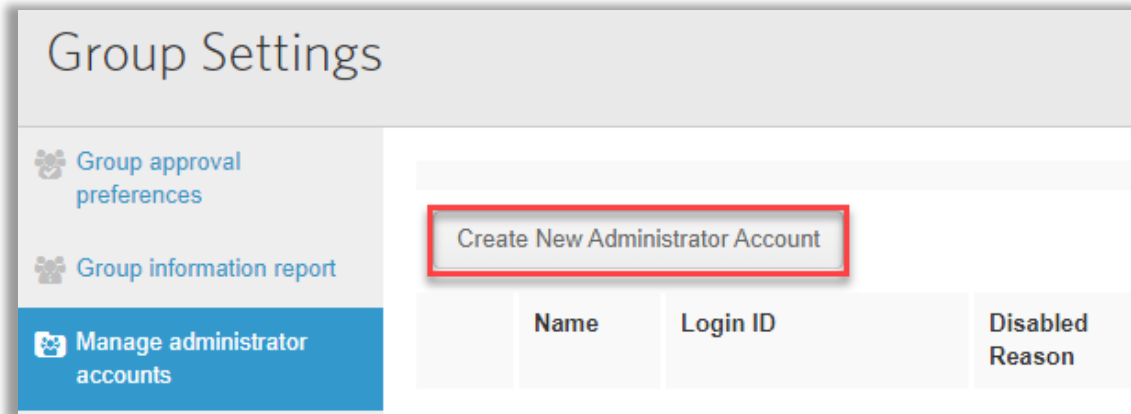 Group Settings
Group approval
preferences
Group information report
Manage administrator
accounts
Create New Administrator Account
Name Login ID Disabled
Reason